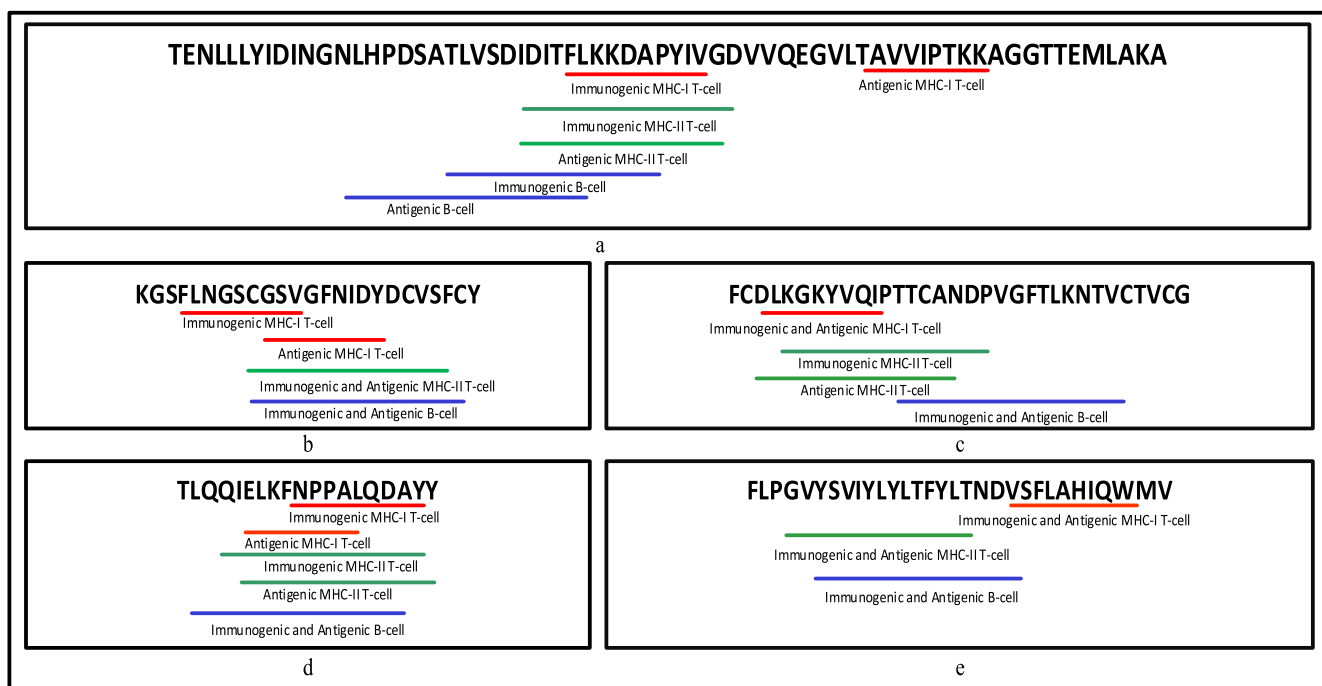 TENLLLYIDINGNLHPDSATLVSDIDITFLKKDAPYIVGDVVQEGVLTAVVIPTKKAGGTTEMLAKA
Immunogenic MHC-I T-cell
Antigenic MHC-I T-cell
Immunogenic MHC-II T-cell
Antigenic MHC-II T-cell
Immunogenic B-cell
Antigenic B-cell
a
KGSFLNGSCGSVGFNIDYDCVSFCY
Immunogenic MHC-I T-cell
Antigenic MHC-I T-cell
Immunogenic and Antigenic MHC-II T-cell
Immunogenic and Antigenic B-cell
b
FCDLKGKYVQIPTTCANDPVGFTLKNTVCTVCG
Immunogenic and Antigenic MHC-I T-cell
Immunogenic MHC-II T-cell
Antigenic MHC-II T-cell
Immunogenic and Antigenic B-cell
c
TLQQIELKFNPPALQDAYY
Immunogenic MHC-I T-cell
Antigenic MHC-I T-cell
Immunogenic MHC-II T-cell
Antigenic MHC-II T-cell
Immunogenic and Antigenic B-cell
d
FLPGVYSVIYLYLTFYLTNDVSFLAHIQWMV
Immunogenic and Antigenic MHC-I T-cell
Immunogenic and Antigenic MHC-II T-cell
Immunogenic and Antigenic B-cell
e